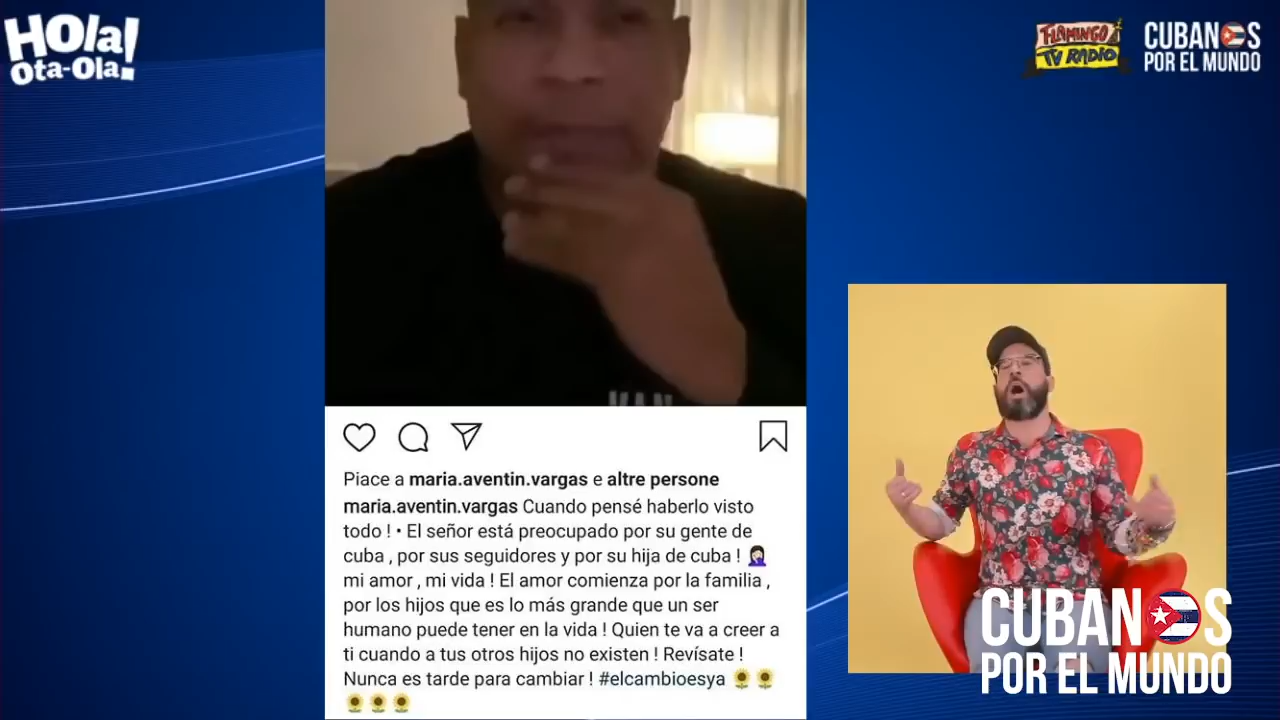 HOla!
Ota-Ola!
FLAMINGO
TV RADIO
CUBANOS
POR EL MUNDO
Piace a maria.aventin.vargas e altre persone
maria.aventin.vargas Cuando pensé haberlo visto
todo ! • El señor está preocupado por su gente de
cuba , por sus seguidores y por su hija de cuba ! 🤦🏻‍♀️
mi amor , mi vida ! El amor comienza por la familia ,
por los hijos que es lo más grande que un ser
humano puede tener en la vida ! Quien te va a creer a
ti cuando a tus otros hijos no existen ! Revísate !
Nunca es tarde para cambiar ! #elcambioesya 🌻🌻
🌻🌻🌻
CUBANOS
POR EL MUNDO